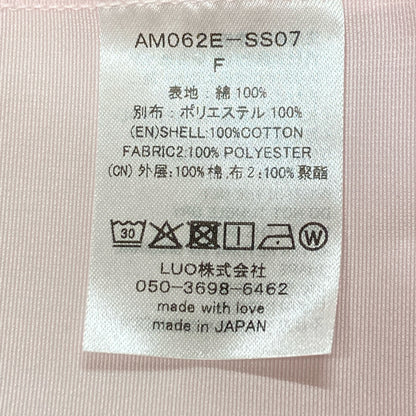 AM062E-SS07
F
表地：綿 100%
別布：ポリエステル 100%
(EN)SHELL:100%COTTON
FABRIC2:100% POLYESTER
(CN) 外层：100%棉, 布 2：100%聚酯
30
W
LUO株式会社
050-3698-6462
made with love
made in JAPAN